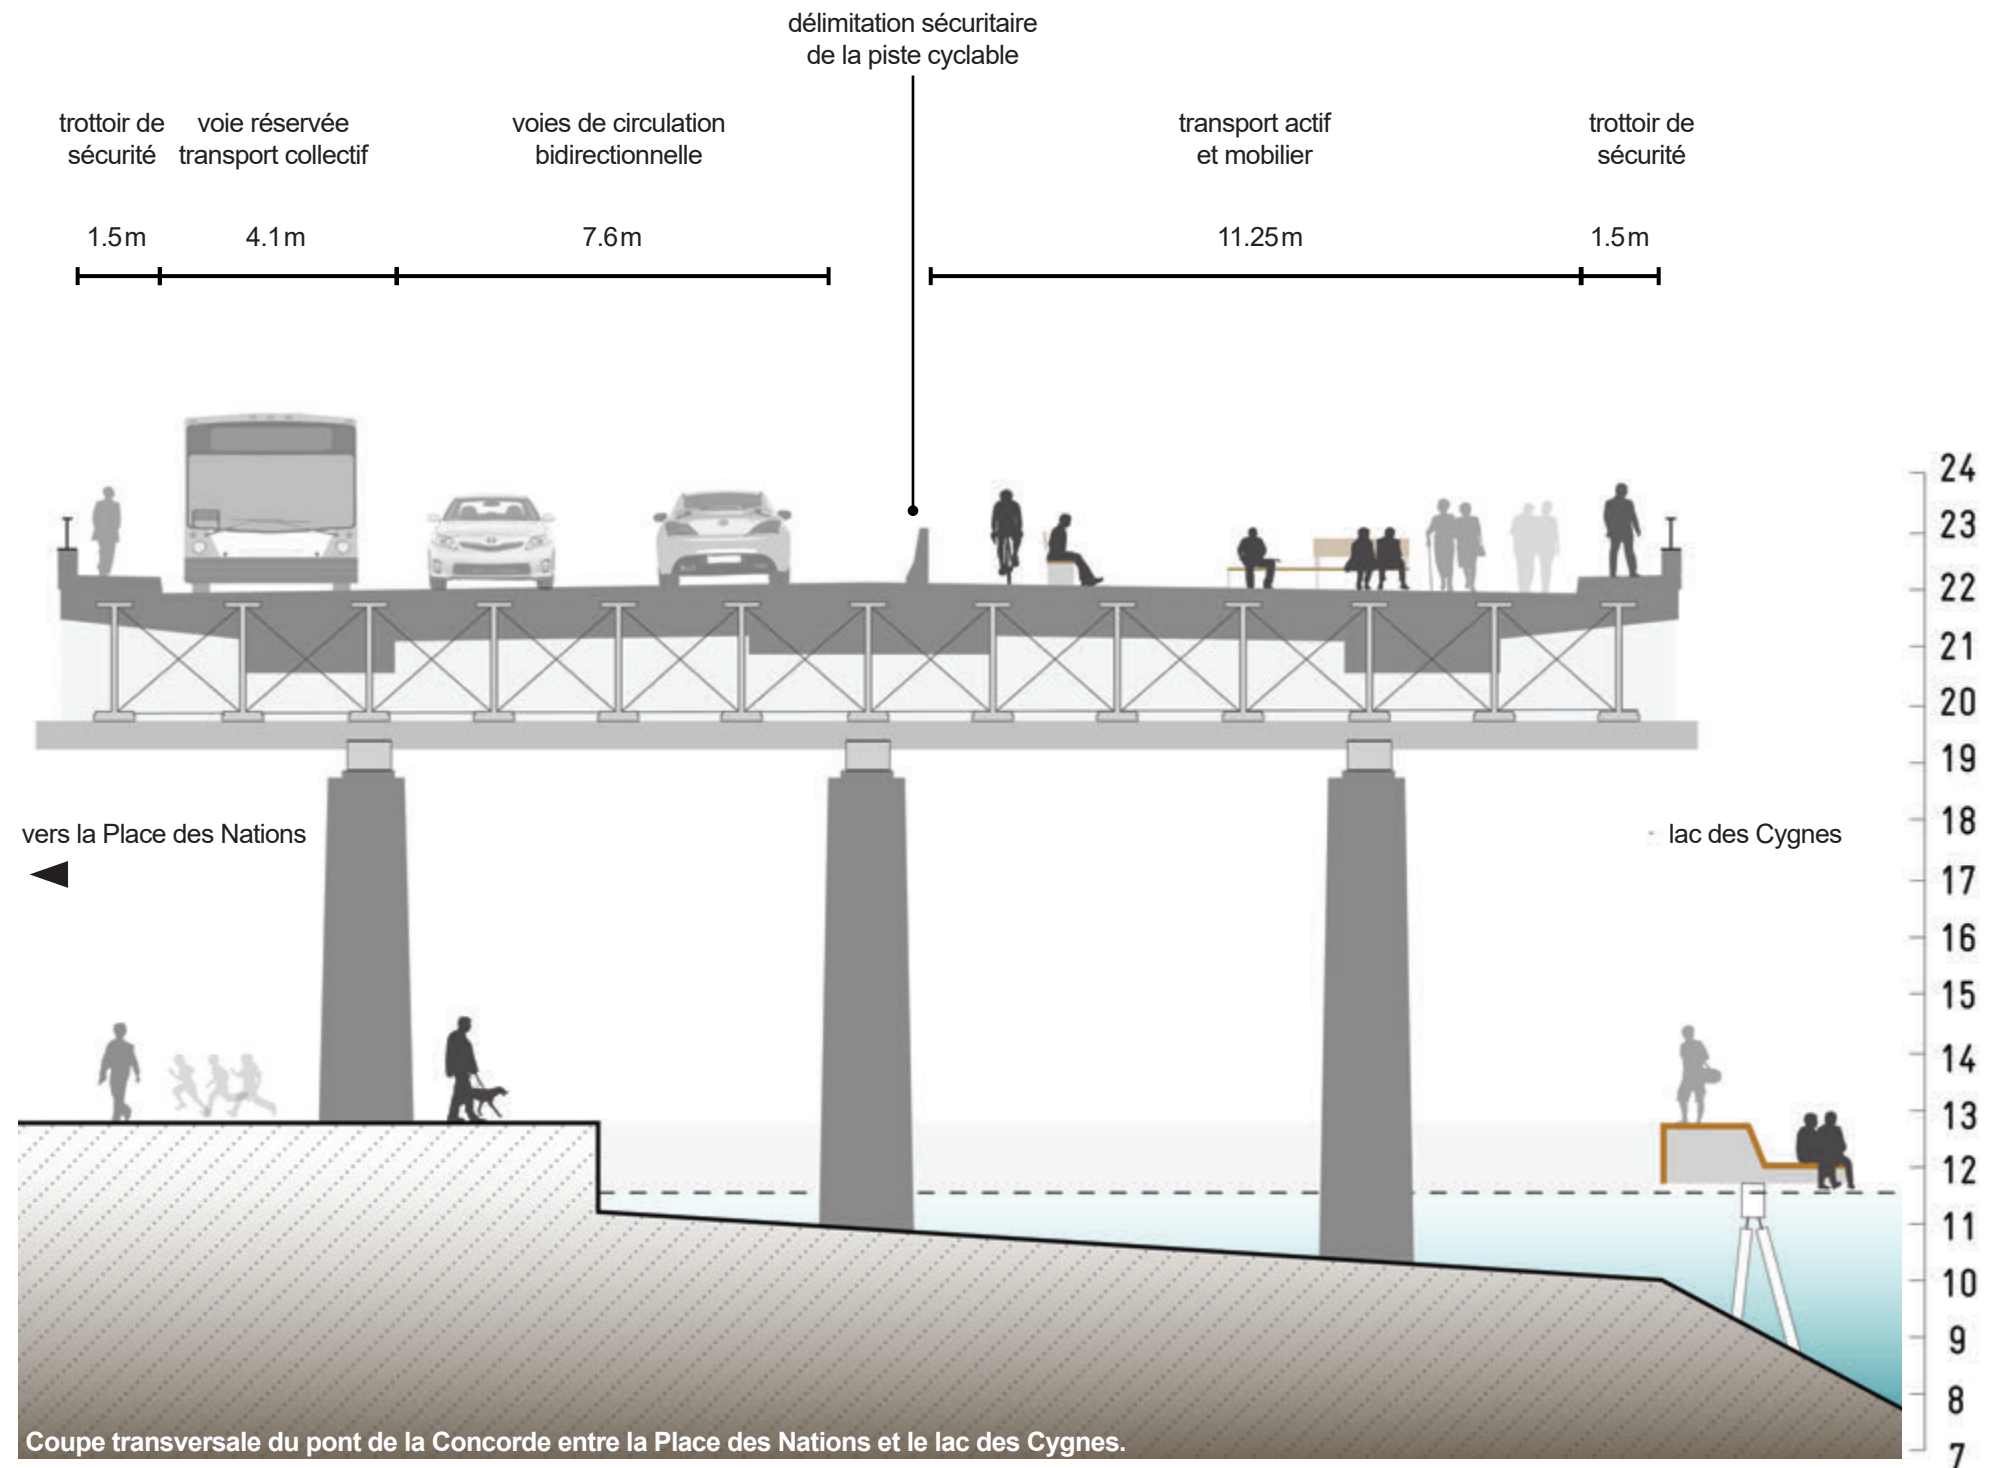 délimitation sécuritaire
de la piste cyclable
trottoir de
sécurité
voie réservée
transport collectif
voies de circulation
bidirectionnelle
transport actif
et mobilier
trottoir de
sécurité
1.5m
4.1m
7.6m
11.25m
1.5m
24
23
22
21
20
19
18
17
16
15
14
13
12
11
10
9
8
7
vers la Place des Nations
lac des Cygnes
Coupe transversale du pont de la Concorde entre la Place des Nations et le lac des Cygnes.